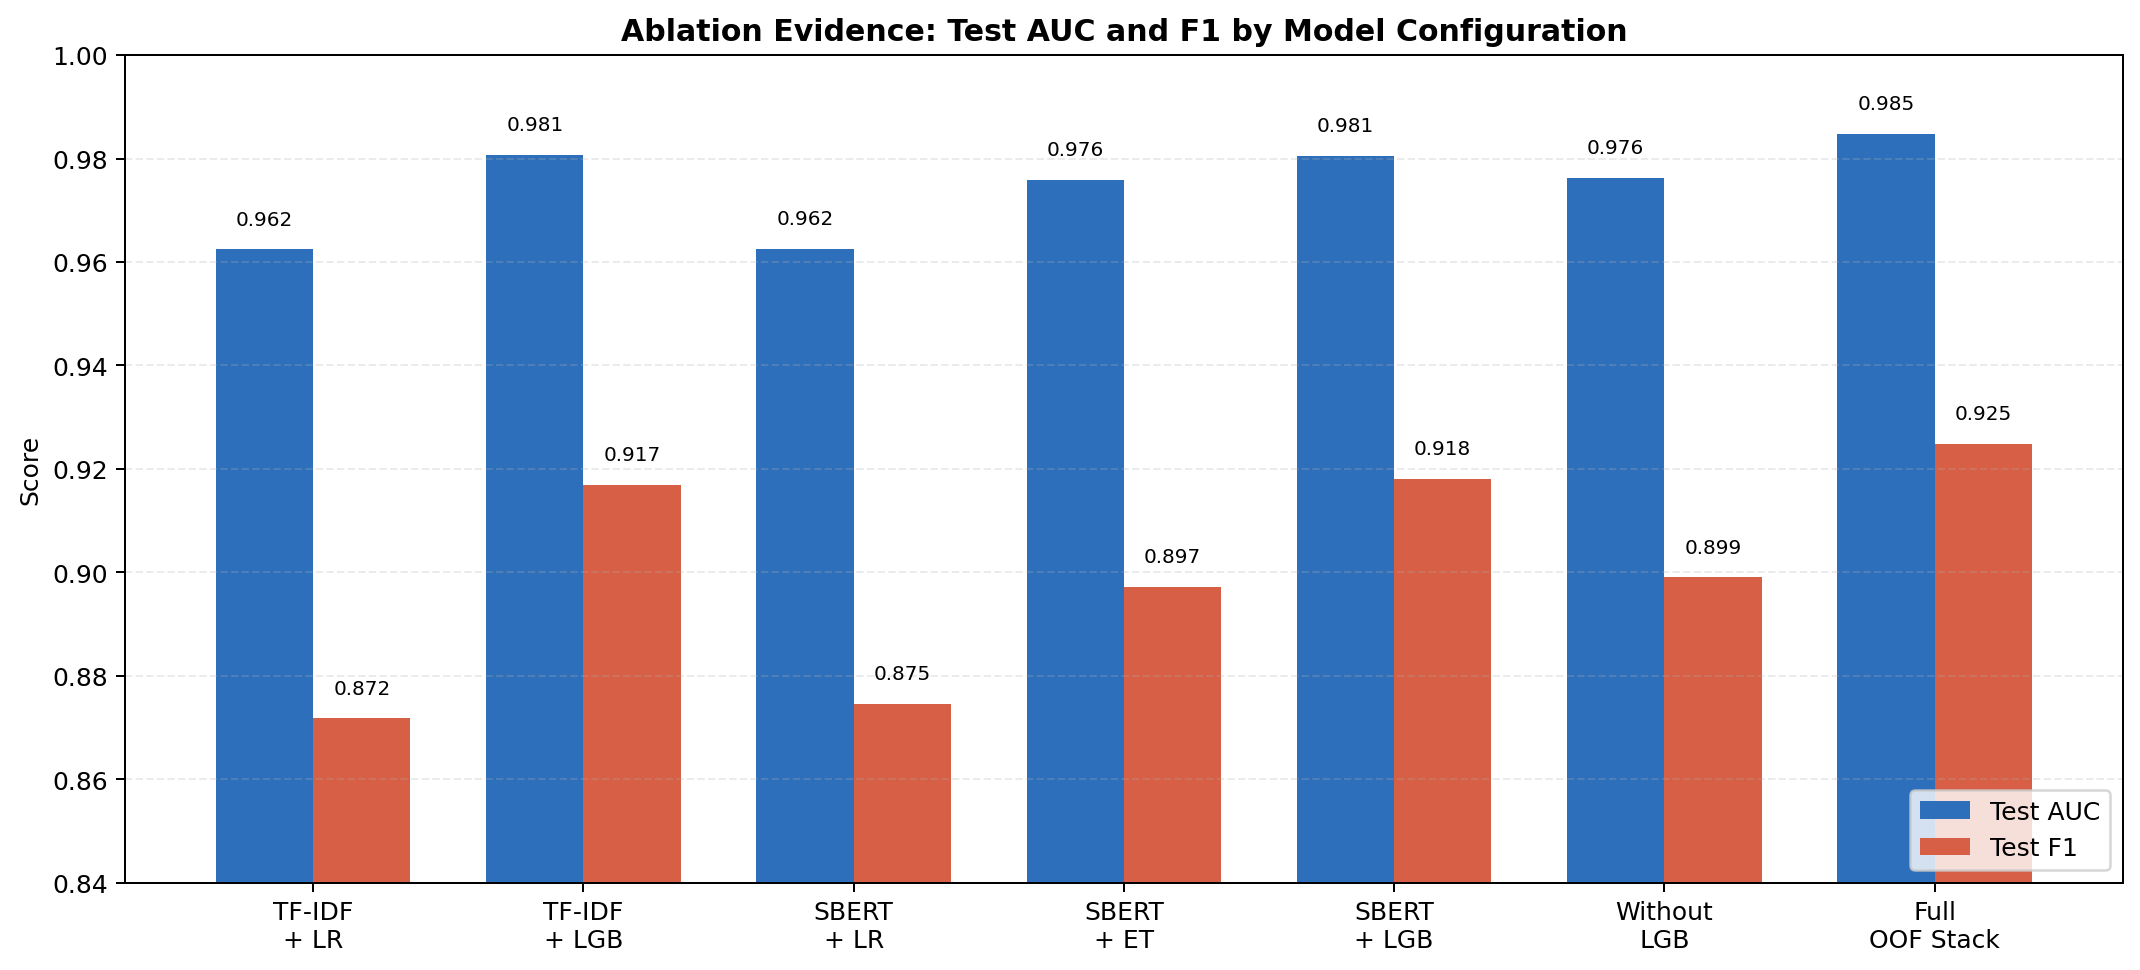 Ablation Evidence: Test AUC and F1 by Model Configuration
Score
1.00
0.98
0.96
0.94
0.92
0.90
0.88
0.86
0.84
0.962
0.872
0.981
0.917
0.962
0.875
0.976
0.897
0.981
0.918
0.976
0.899
0.985
0.925
Test AUC
Test F1
TF-IDF
+ LR
TF-IDF
+ LGB
SBERT
+ LR
SBERT
+ ET
SBERT
+ LGB
Without
LGB
Full
OOF Stack